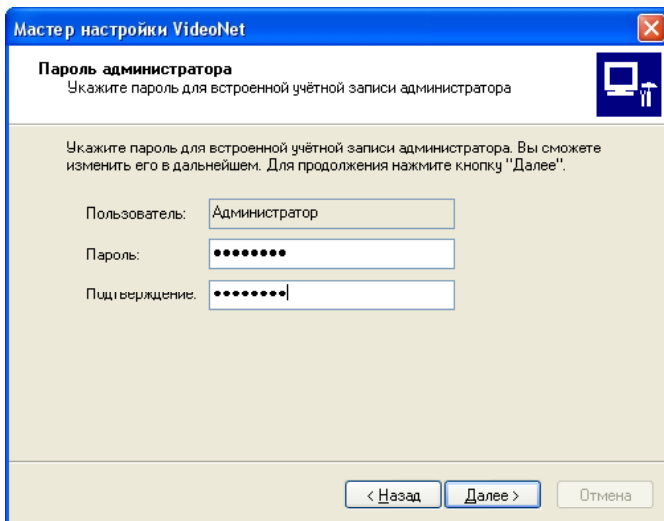 Мастер настройки VideoNet
Пароль администратора
Укажите пароль для встроенной учётной записи администратора
Укажите пароль для встроенной учётной записи администратора. Вы сможете
изменить его в дальнейшем. Для продолжения нажмите кнопку "Далее".
Пользователь: Администратор
Пароль: ••••••••
Подтверждение: ••••••••
< Назад Далее > Отмена